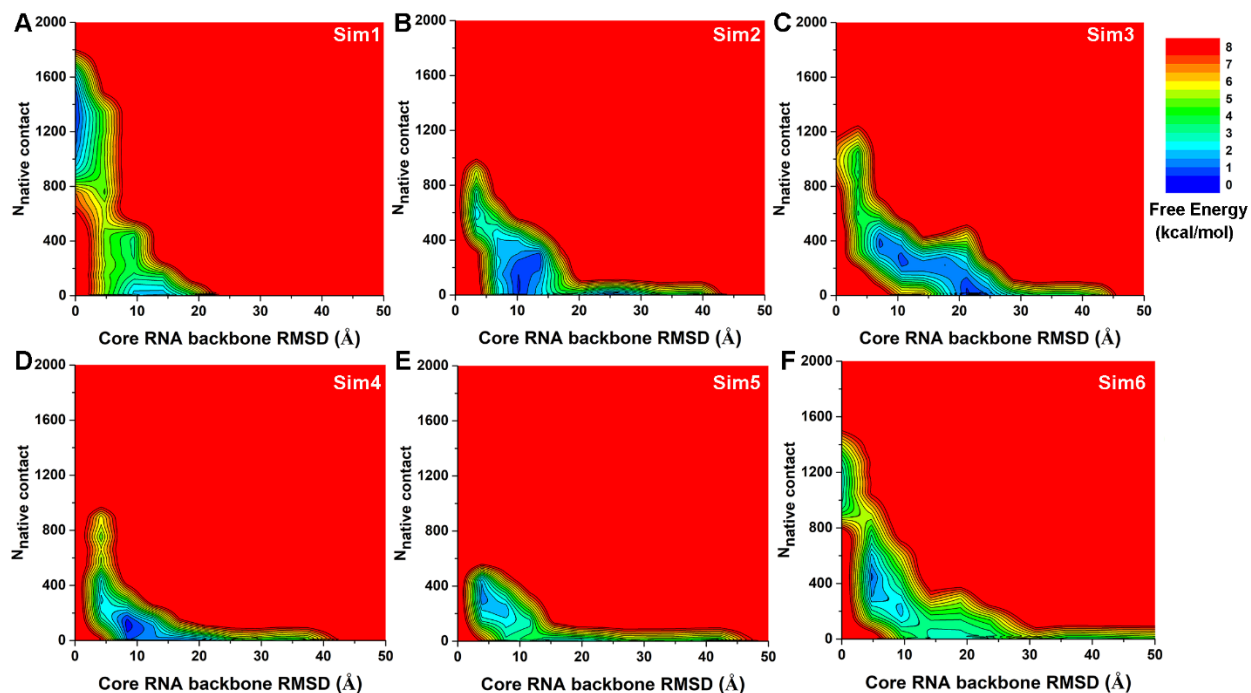 A
Sim1
2000
1600
1200
800
400
0
N native contact
0 10 20 30 40 50
Core RNA backbone RMSD (Å)
B
Sim2
2000
1600
1200
800
400
0
N native contact
0 10 20 30 40 50
Core RNA backbone RMSD (Å)
C
Sim3
2000
1600
1200
800
400
0
N native contact
0 10 20 30 40 50
Core RNA backbone RMSD (Å)
8
7
6
5
4
3
2
1
0
Free Energy
(kcal/mol)
D
Sim4
2000
1600
1200
800
400
0
N native contact
0 10 20 30 40 50
Core RNA backbone RMSD (Å)
E
Sim5
2000
1600
1200
800
400
0
N native contact
0 10 20 30 40 50
Core RNA backbone RMSD (Å)
F
Sim6
2000
1600
1200
800
400
0
N native contact
0 10 20 30 40 50
Core RNA backbone RMSD (Å)